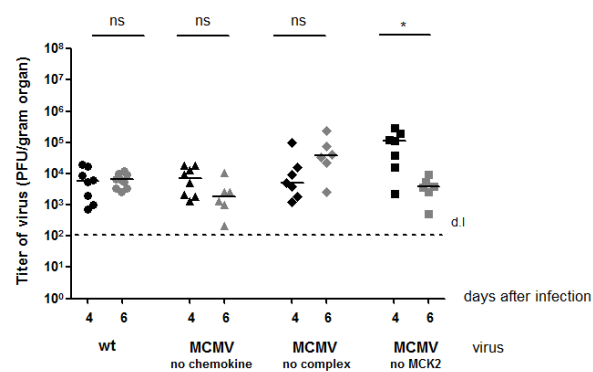 ns ns ns *
Titer of virus (PFU/gram organ)
10⁸
10⁷
10⁶
10⁵
10⁴
10³
10²
10¹
10⁰
d.l
4 6 4 6 4 6 4 6
days after infection
wt MCMV MCMV MCMV virus
no chemokine no complex no MCK2